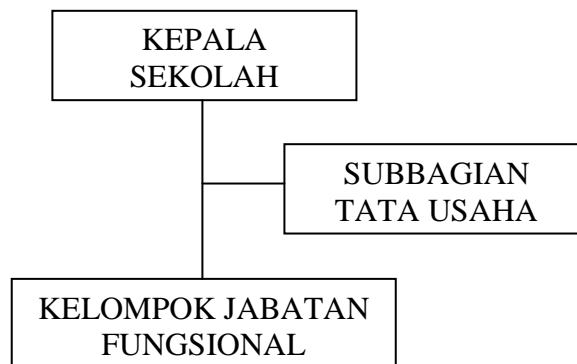 KEPALA
SEKOLAH
SUBBAGIAN
TATA USAHA
KELOMPOK JABATAN
FUNGSIONAL